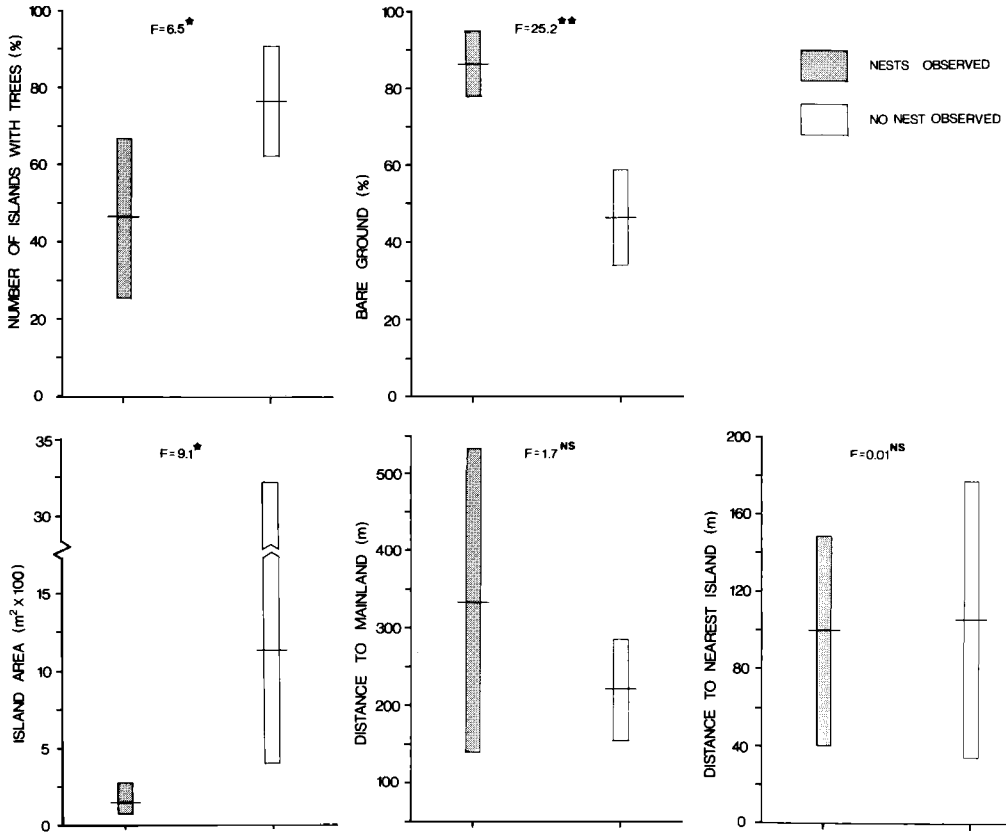 NUMBER OF ISLANDS WITH TREES (%)
100
80
60
40
20
0
F=6.5*
BARE GROUND (%)
100
80
60
40
20
0
F=25.2**
NESTS OBSERVED
NO NEST OBSERVED
ISLAND AREA (m² x 100)
35
30
15
10
5
0
F=9.1*
DISTANCE TO MAINLAND (m)
500
400
300
200
100
F=1.7NS
DISTANCE TO NEAREST ISLAND (m)
200
160
120
80
40
0
F=0.01NS